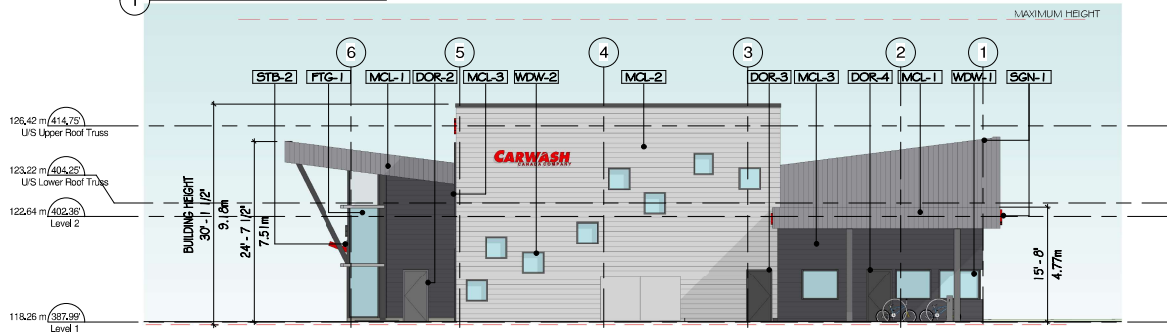 1
MAXIMUM HEIGHT
6
5
4
3
2
1
STB-2
FTG-1
MCL-1
DOR-2
MCL-3
WDW-2
MCL-2
DOR-3
MCL-3
DOR-4
MCL-1
WDW-1
SGN-1
126.42 m 414.75'
U/S Upper Roof Truss
123.22 m 404.25'
U/S Lower Roof Truss
122.64 m 402.36'
Level 2
118.26 m 387.99'
Level 1
BUILDING HEIGHT
30'- 1 1/2"
9.18m
24'- 7 1/2"
7.51m
CARWASH
CANADA COMPANY
15'- 8"
4.77m